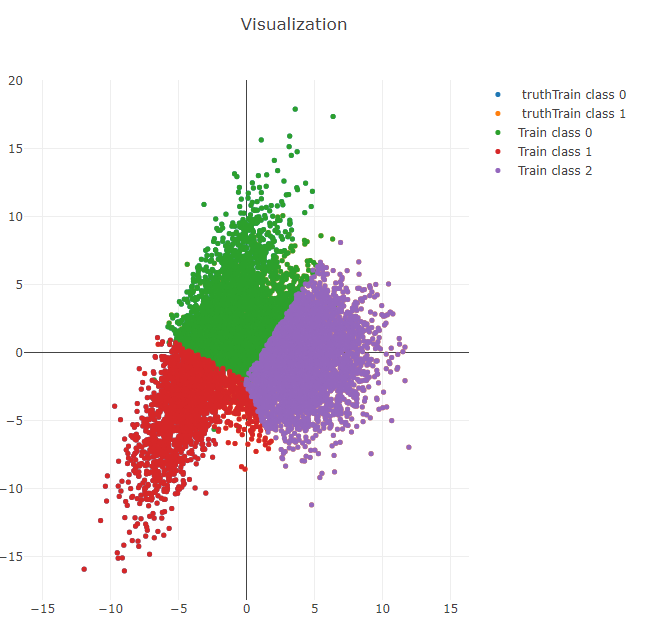 Visualization
20
15
10
5
0
−5
−10
−15
−15 −10 −5 0 5 10 15
truthTrain class 0
truthTrain class 1
Train class 0
Train class 1
Train class 2